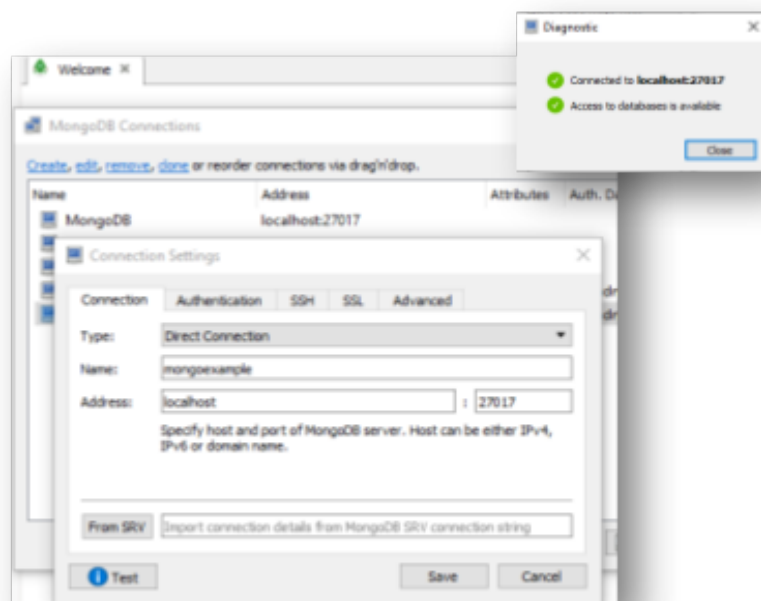 Diagnostic
Connected to localhost:27017
Access to databases is available
Close
Welcome
MongoDB Connections
Create, edit, remove, clone or reorder connections via drag'n'drop.
Name Address Attributes Auth. D
MongoDB localhost:27017
Connection Settings
Connection Authentication SSH SSL Advanced
Type: Direct Connection
Name: mongoexample
Address: localhost : 27017
Specify host and port of MongoDB server. Host can be either IPv4,
IPv6 or domain name.
From SRV Import connection details from MongoDB SRV connection string
Test Save Cancel